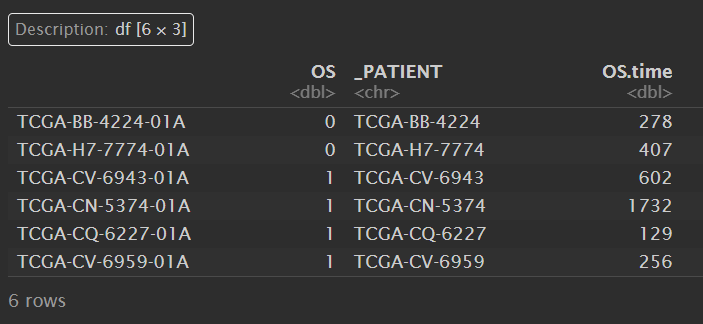 Description: df [6 × 3]
OS _PATIENT OS.time
<dbl> <chr> <dbl>
TCGA-BB-4224-01A 0 TCGA-BB-4224 278
TCGA-H7-7774-01A 0 TCGA-H7-7774 407
TCGA-CV-6943-01A 1 TCGA-CV-6943 602
TCGA-CN-5374-01A 1 TCGA-CN-5374 1732
TCGA-CQ-6227-01A 1 TCGA-CQ-6227 129
TCGA-CV-6959-01A 1 TCGA-CV-6959 256
6 rows